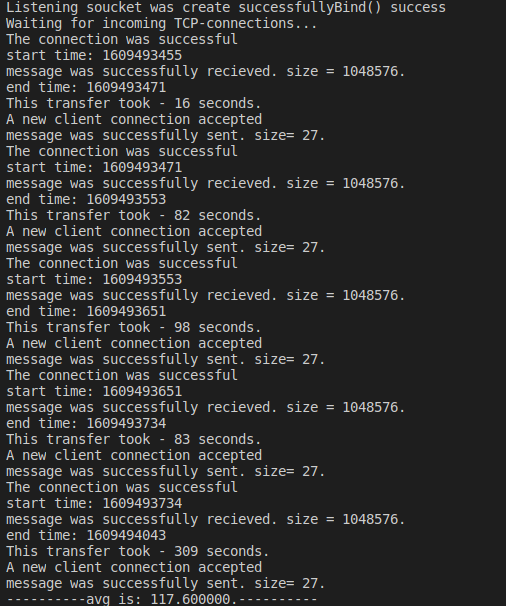 Listening soucket was create successfullyBind() success
Waiting for incoming TCP-connections...
The connection was successful
start time: 1609493455
message was successfully recieved. size = 1048576.
end time: 1609493471
This transfer took - 16 seconds.
A new client connection accepted
message was successfully sent. size= 27.
The connection was successful
start time: 1609493471
message was successfully recieved. size = 1048576.
end time: 1609493553
This transfer took - 82 seconds.
A new client connection accepted
message was successfully sent. size= 27.
The connection was successful
start time: 1609493553
message was successfully recieved. size = 1048576.
end time: 1609493651
This transfer took - 98 seconds.
A new client connection accepted
message was successfully sent. size= 27.
The connection was successful
start time: 1609493651
message was successfully recieved. size = 1048576.
end time: 1609493734
This transfer took - 83 seconds.
A new client connection accepted
message was successfully sent. size= 27.
The connection was successful
start time: 1609493734
message was successfully recieved. size = 1048576.
end time: 1609494043
This transfer took - 309 seconds.
A new client connection accepted
message was successfully sent. size= 27.
----------avg is: 117.600000.----------